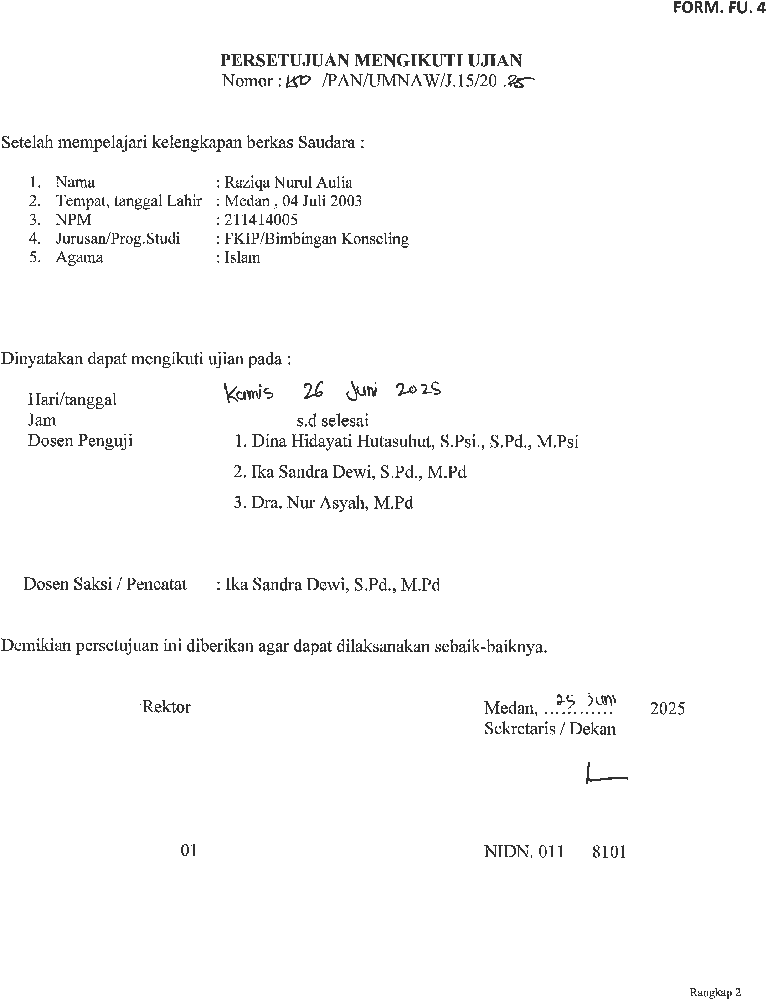 FORM. FU. 4
PERSETUJUAN MENGIKUTI UJIAN
Nomor : 150 /PAN/UMNAW/J.15/20 .25
Setelah mempelajari kelengkapan berkas Saudara :
1. Nama : Raziqa Nurul Aulia
2. Tempat, tanggal Lahir : Medan , 04 Juli 2003
3. NPM : 211414005
4. Jurusan/Prog.Studi : FKIP/Bimbingan Konseling
5. Agama : Islam
Dinyatakan dapat mengikuti ujian pada :
Hari/tanggal Kamis 26 Juni 2025
Jam s.d selesai
Dosen Penguji 1. Dina Hidayati Hutasuhut, S.Psi., S.Pd., M.Psi
2. Ika Sandra Dewi, S.Pd., M.Pd
3. Dra. Nur Asyah, M.Pd
Dosen Saksi / Pencatat : Ika Sandra Dewi, S.Pd., M.Pd
Demikian persetujuan ini diberikan agar dapat dilaksanakan sebaik-baiknya.
Rektor Medan, 25 Juni 2025
Sekretaris / Dekan
01 NIDN. 011 8101
Rangkap 2